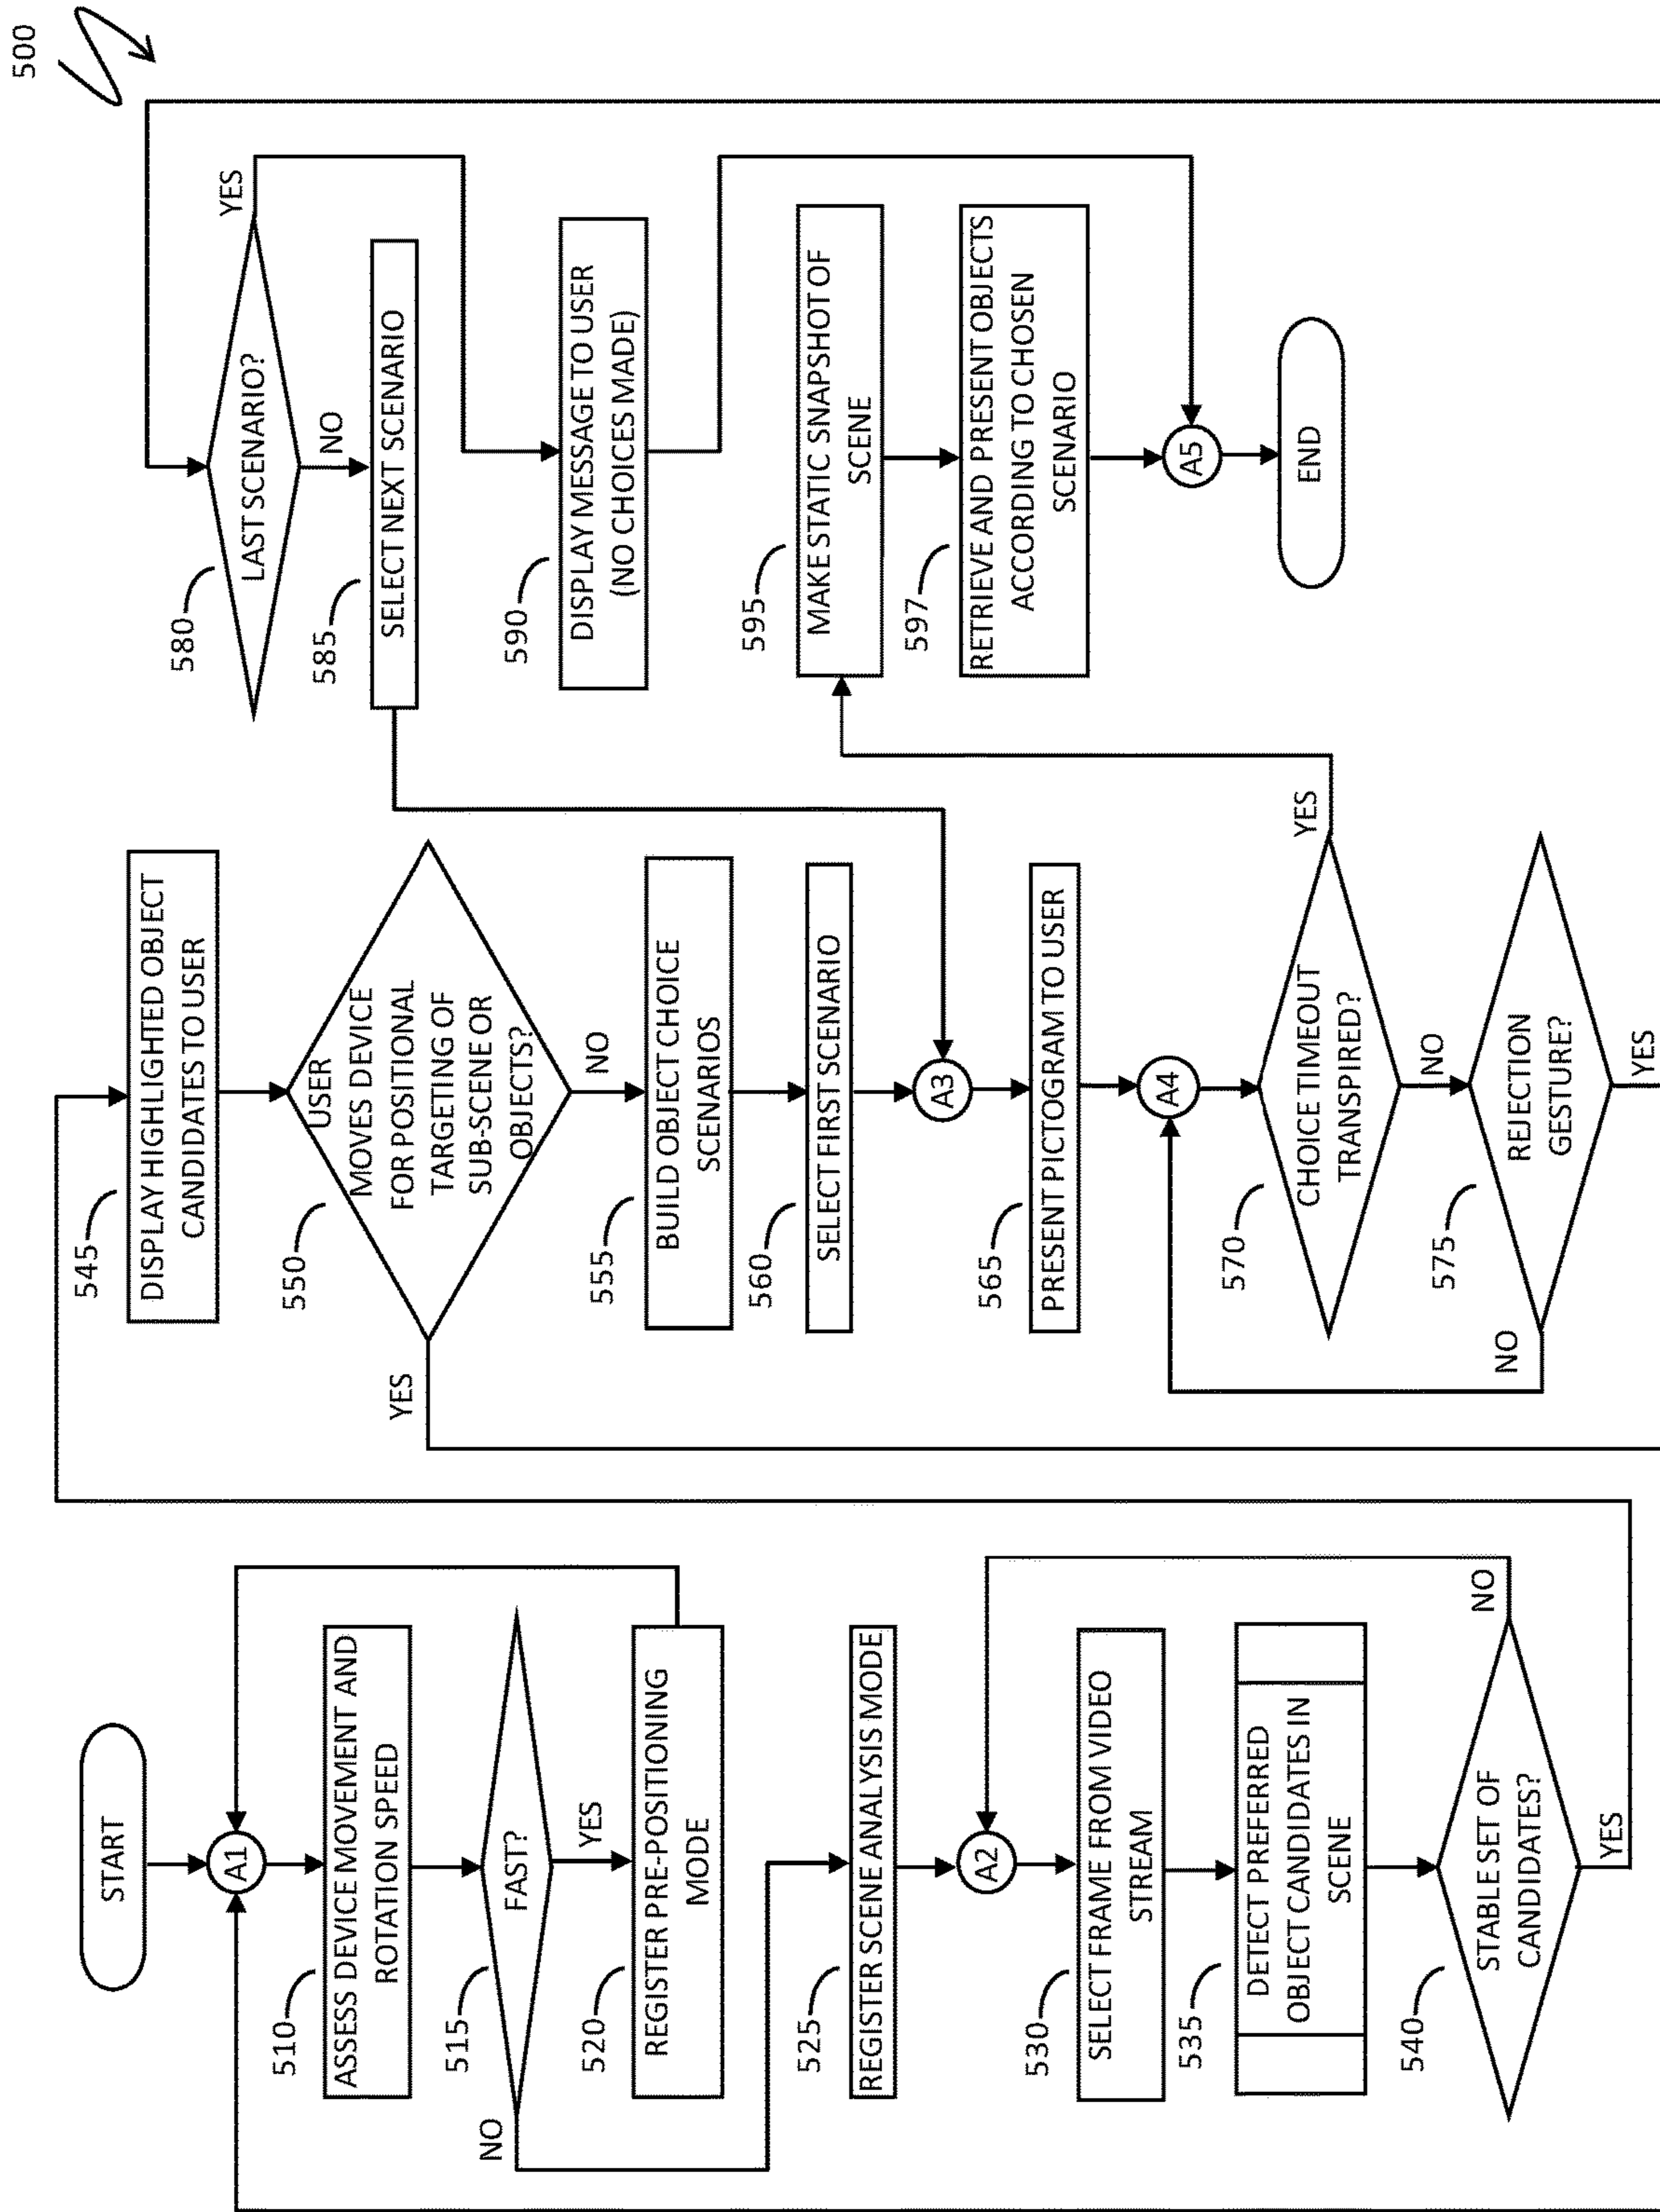 500
START
A1
510
ASSESS DEVICE MOVEMENT AND
ROTATION SPEED
515
FAST?
YES
NO
520
REGISTER PRE-POSITIONING
MODE
525
REGISTER SCENE ANALYSIS MODE
A2
530
SELECT FRAME FROM VIDEO
STREAM
535
DETECT PREFERRED
OBJECT CANDIDATES IN
SCENE
540
STABLE SET OF
CANDIDATES?
NO
YES
545
DISPLAY HIGHLIGHTED OBJECT
CANDIDATES TO USER
550
USER
MOVES DEVICE
FOR POSITIONAL
TARGETING OF
SUB-SCENE OR
OBJECTS?
YES
NO
555
BUILD OBJECT CHOICE
SCENARIOS
560
SELECT FIRST SCENARIO
A3
565
PRESENT PICTOGRAM TO USER
A4
570
CHOICE TIMEOUT
TRANSPIRED?
YES
NO
575
REJECTION
GESTURE?
NO
YES
580
LAST SCENARIO?
YES
NO
585
SELECT NEXT SCENARIO
590
DISPLAY MESSAGE TO USER
(NO CHOICES MADE)
595
MAKE STATIC SNAPSHOT OF
SCENE
597
RETRIEVE AND PRESENT OBJECTS
ACCORDING TO CHOSEN
SCENARIO
A5
END